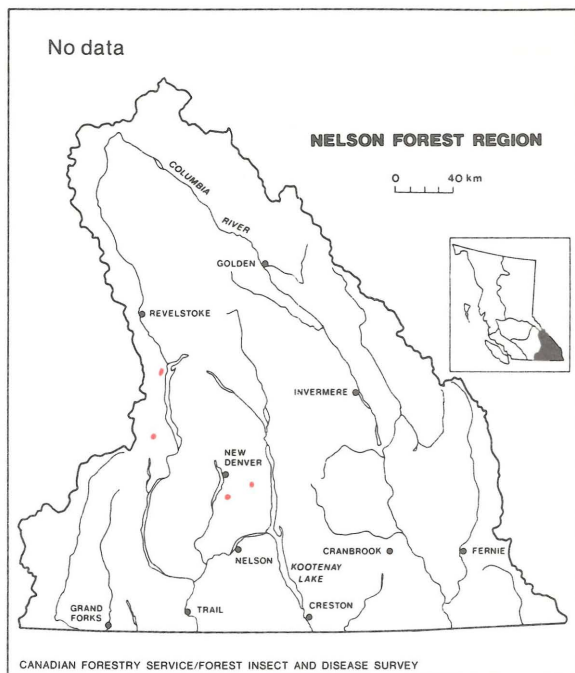 No data
NELSON FOREST REGION
0 40 km
COLUMBIA
RIVER
GOLDEN
REVELSTOKE
INVERMERE
NEW
DENVER
NELSON
KOOTENAY
LAKE
CRANBROOK
FERNIE
GRAND
FORKS
TRAIL
CRESTON
CANADIAN FORESTRY SERVICE/FOREST INSECT AND DISEASE SURVEY